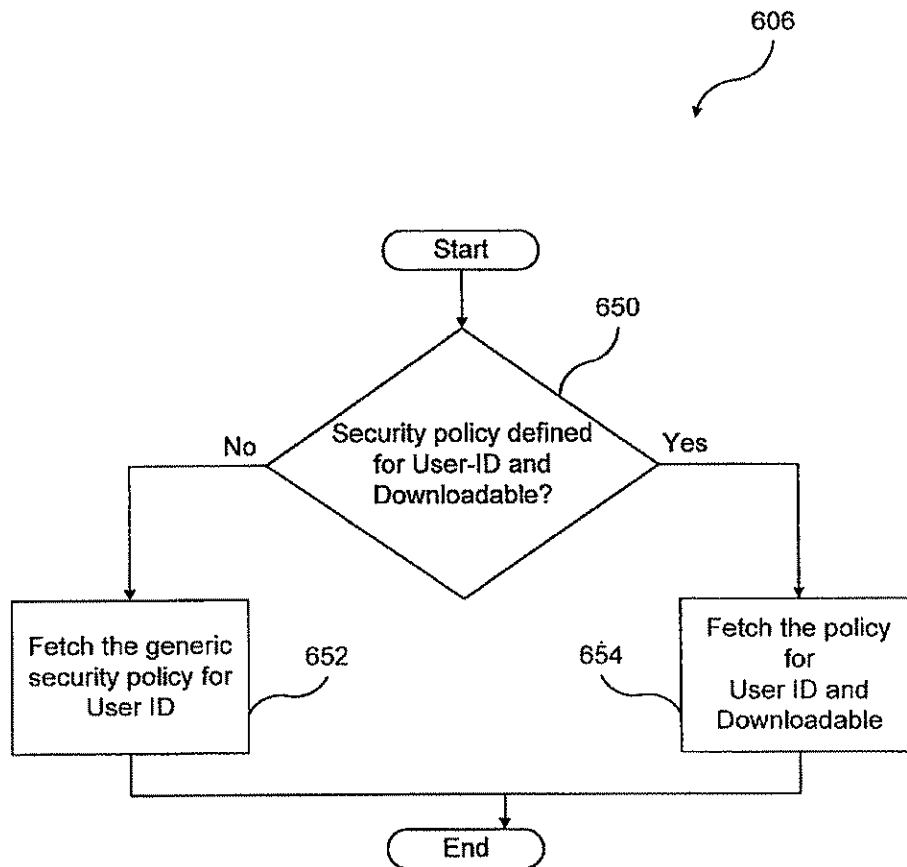 606
Start
650
No
Security policy defined
for User-ID and
Downloadable?
Yes
Fetch the generic
security policy for
User ID
652
654
Fetch the policy
for
User ID and
Downloadable
End